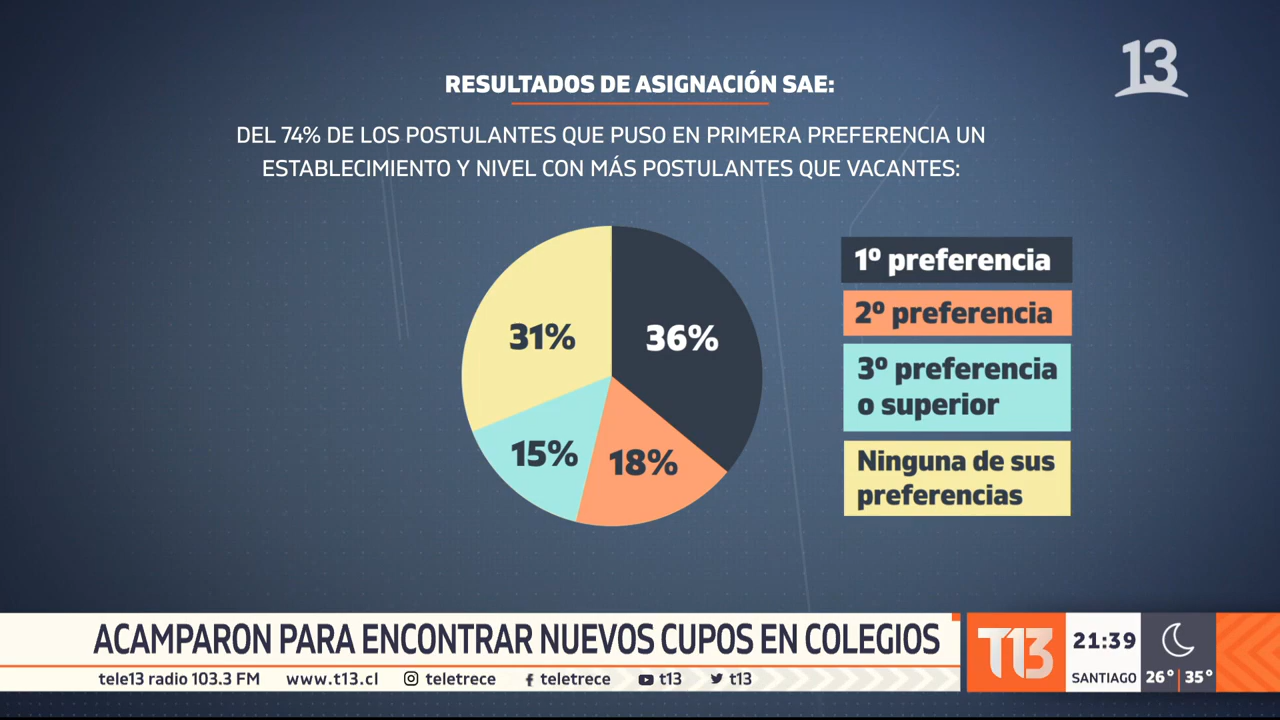 13
RESULTADOS DE ASIGNACIÓN SAE:
DEL 74% DE LOS POSTULANTES QUE PUSO EN PRIMERA PREFERENCIA UN
ESTABLECIMIENTO Y NIVEL CON MÁS POSTULANTES QUE VACANTES:
31%
36%
15%
18%
1º preferencia
2º preferencia
3º preferencia
o superior
Ninguna de sus
preferencias
ACAMPARON PARA ENCONTRAR NUEVOS CUPOS EN COLEGIOS
tele13 radio 103.3 FM www.t13.cl teletrece teletrece t13 t13
T13
21:39
SANTIAGO
26° 35°